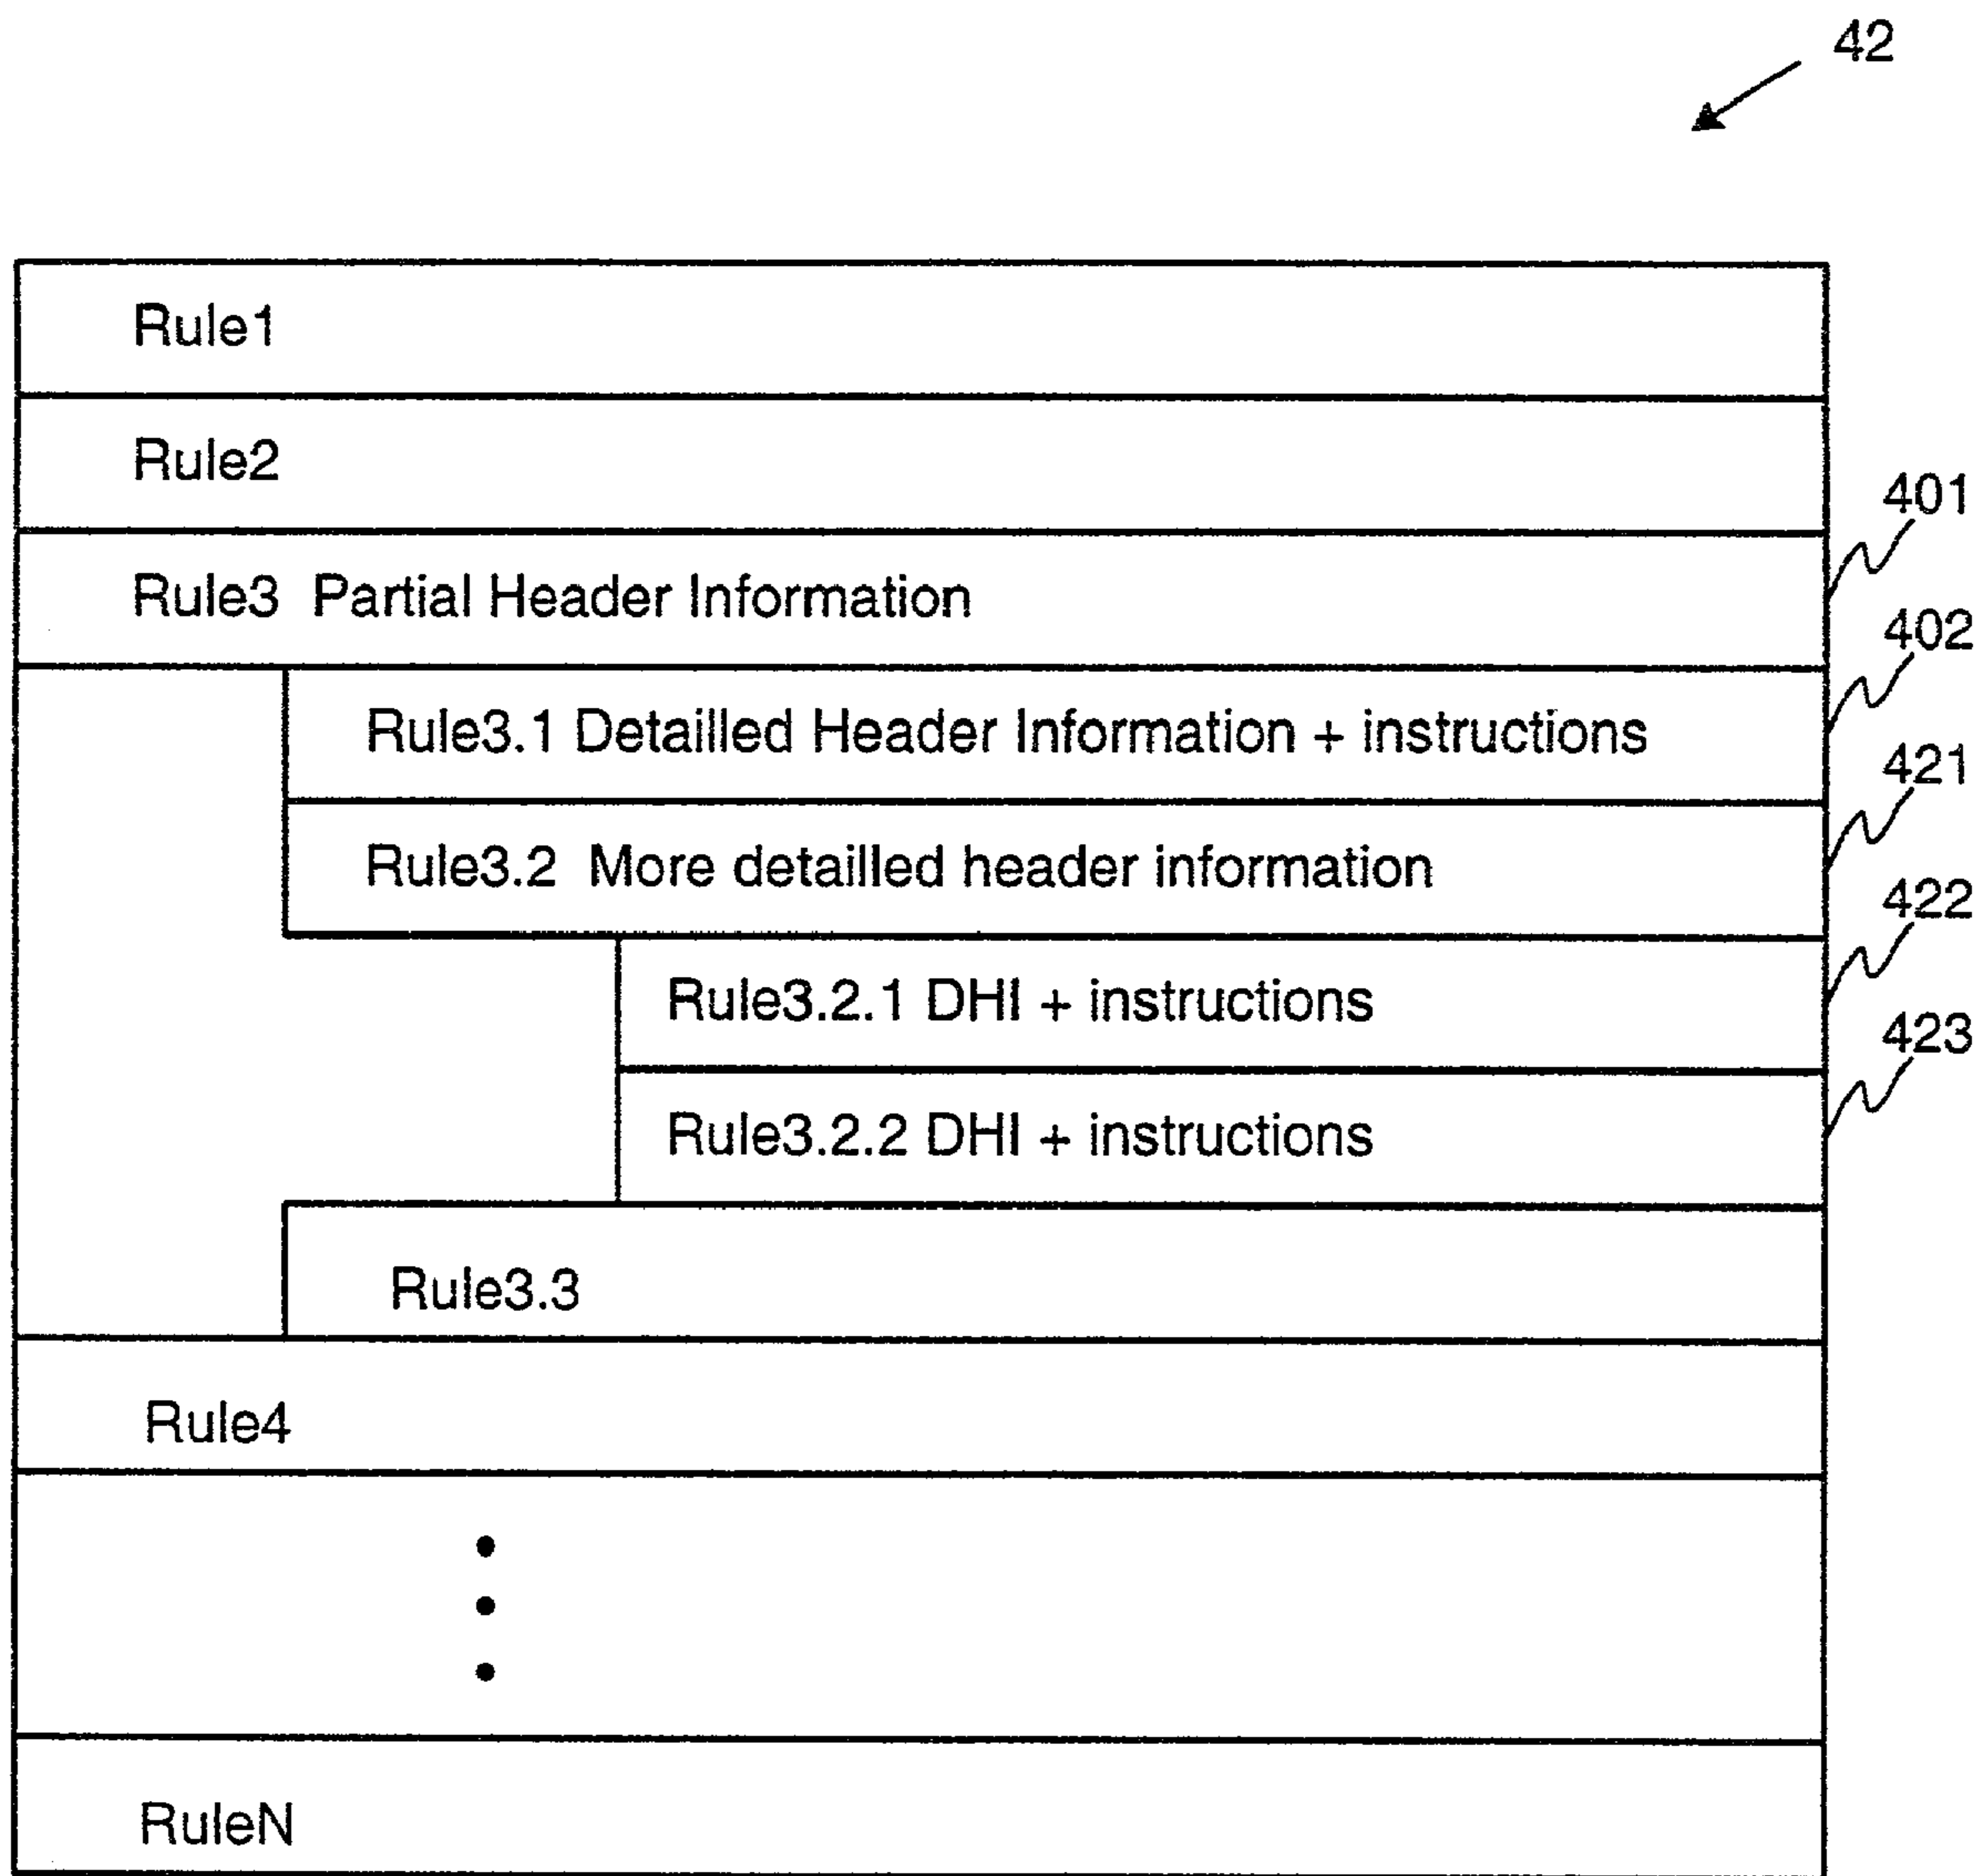 42
Rule1
Rule2
401
Rule3 Partial Header Information
402
Rule3.1 Detailled Header Information + instructions
421
Rule3.2 More detailled header information
422
Rule3.2.1 DHI + instructions
423
Rule3.2.2 DHI + instructions
Rule3.3
Rule4
RuleN